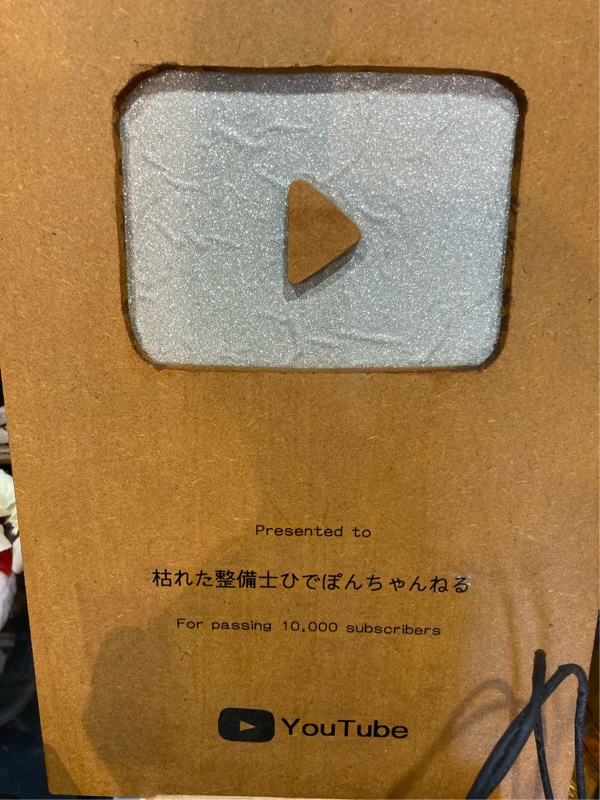 Presented to
枯れた整備士ひでぽんちゃんねる
For passing 10,000 subscribers
YouTube